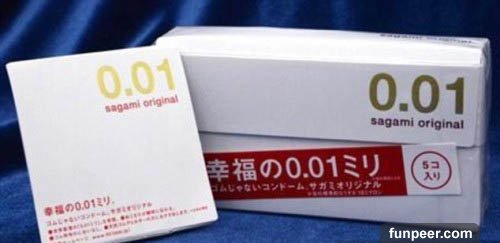 0.01
sagami original
幸福の0.01ミリ。
ゴムじゃないコンドーム。サガミオリジナル
0.01
sagami original
幸福の0.01ミリ
ゴムじゃないコンドーム。サガミオリジナル
5コ
入り
funpeer.com